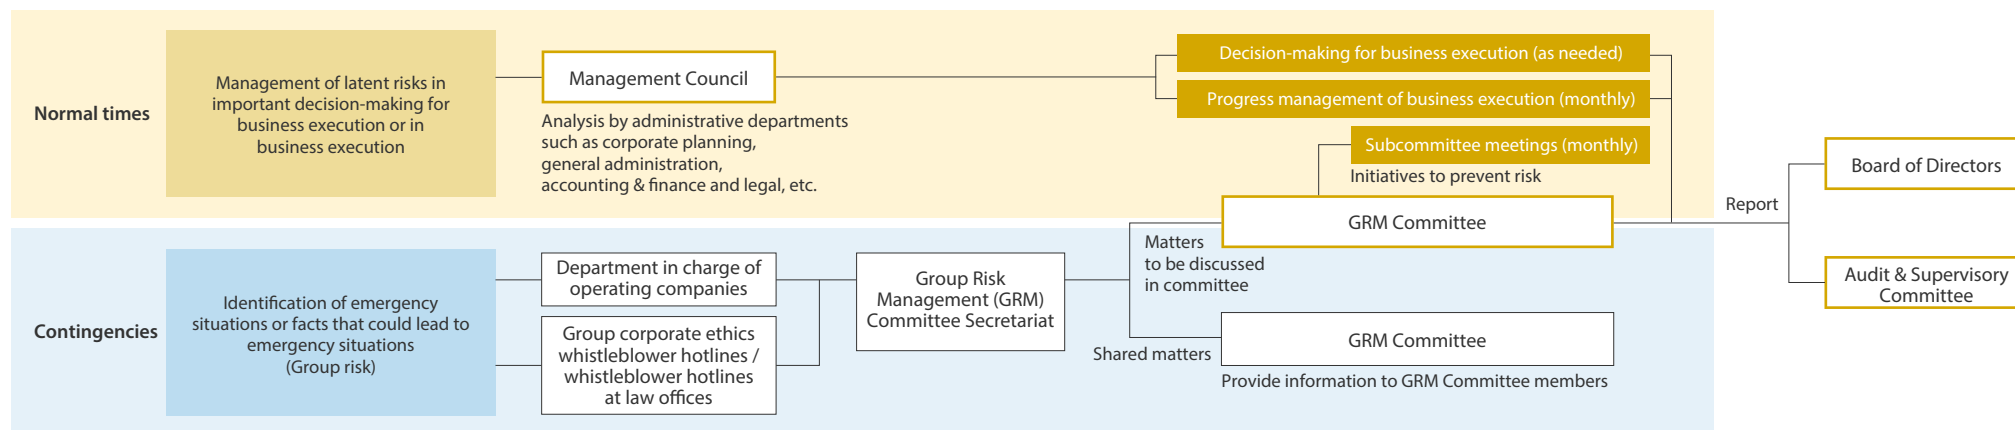 Normal times
Management of latent risks in
important decision-making for
business execution or in
business execution
Management Council
Analysis by administrative departments
such as corporate planning,
general administration,
accounting & finance and legal, etc.
Decision-making for business execution (as needed)
Progress management of business execution (monthly)
Subcommittee meetings (monthly)
Initiatives to prevent risk
GRM Committee
Report
Board of Directors
Audit & Supervisory
Committee
Contingencies
Identification of emergency
situations or facts that could lead to
emergency situations
(Group risk)
Department in charge of
operating companies
Group corporate ethics
whistleblower hotlines /
whistleblower hotlines
at law offices
Group Risk
Management (GRM)
Committee Secretariat
Matters
to be discussed
in committee
Shared matters
GRM Committee
Provide information to GRM Committee members